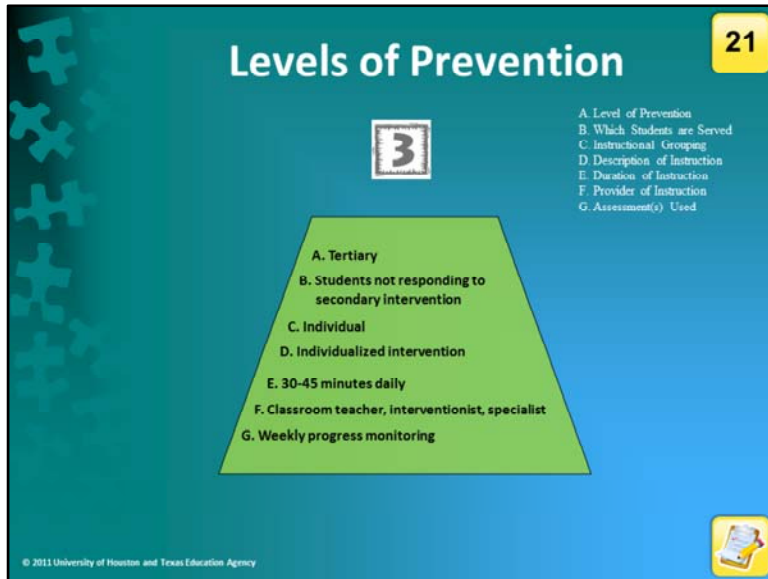 21
Levels of Prevention
A. Level of Prevention
B. Which Students are Served
C. Instructional Grouping
D. Description of Instruction
E. Duration of Instruction
F. Provider of Instruction
G. Assessment(s) Used
3
A. Tertiary
B. Students not responding to
secondary intervention
C. Individual
D. Individualized intervention
E. 30-45 minutes daily
F. Classroom teacher, interventionist, specialist
G. Weekly progress monitoring
© 2011 University of Houston and Texas Education Agency